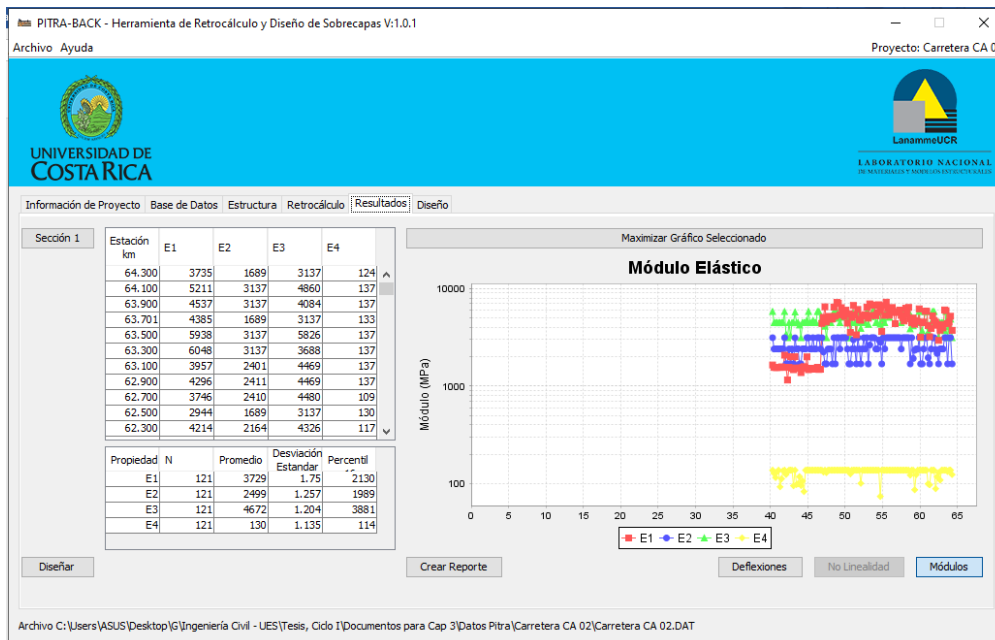 PITRA-BACK - Herramienta de Retrocálculo y Diseño de Sobrecapas V:1.0.1
Archivo Ayuda Proyecto: Carretera CA 0
UNIVERSIDAD DE
COSTA RICA
LanammeUCR
LABORATORIO NACIONAL
DE MATERIALES Y MODELOS ESTRUCTURALES
Información de Proyecto Base de Datos Estructura Retrocálculo Resultados Diseño
Sección 1
Estación km E1 E2 E3 E4
64.300 3735 1689 3137 124
64.100 5211 3137 4860 137
63.900 4537 3137 4084 137
63.701 4385 1689 3137 133
63.500 5938 3137 5826 137
63.300 6048 3137 3688 137
63.100 3957 2401 4469 137
62.900 4296 2411 4469 137
62.700 3746 2410 4480 109
62.500 2944 1689 3137 130
62.300 4214 2164 4326 117
Propiedad N Promedio Desviación Estandar Percentil
E1 121 3729 1.75 2130
E2 121 2499 1.257 1989
E3 121 4672 1.204 3881
E4 121 130 1.135 114
Diseñar
Maximizar Gráfico Seleccionado
Módulo Elástico
Módulo (MPa)
10000
1000
100
0 5 10 15 20 25 30 35 40 45 50 55 60 65
E1 E2 E3 E4
Crear Reporte Deflexiones No Linealidad Módulos
Archivo C:\Users\ASUS\Desktop\G\Ingeniería Civil - UES\Tesis, Ciclo I\Documentos para Cap 3\Datos Pitra\Carretera CA 02\Carretera CA 02.DAT